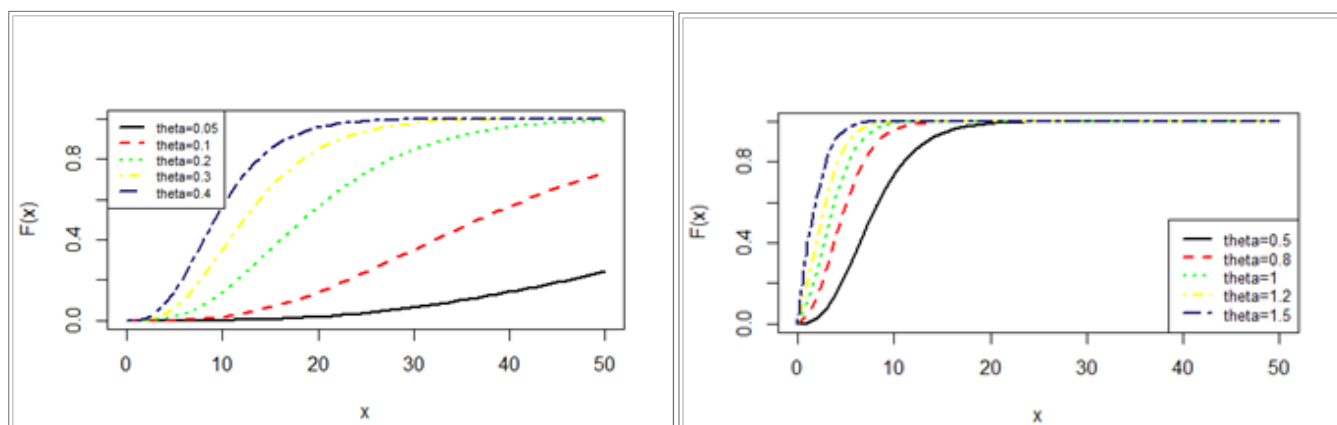 F(x)
0.0
0.4
0.8
theta=0.05
theta=0.1
theta=0.2
theta=0.3
theta=0.4
0 10 20 30 40 50
x
F(x)
0.0
0.4
0.8
theta=0.5
theta=0.8
theta=1
theta=1.2
theta=1.5
0 10 20 30 40 50
x